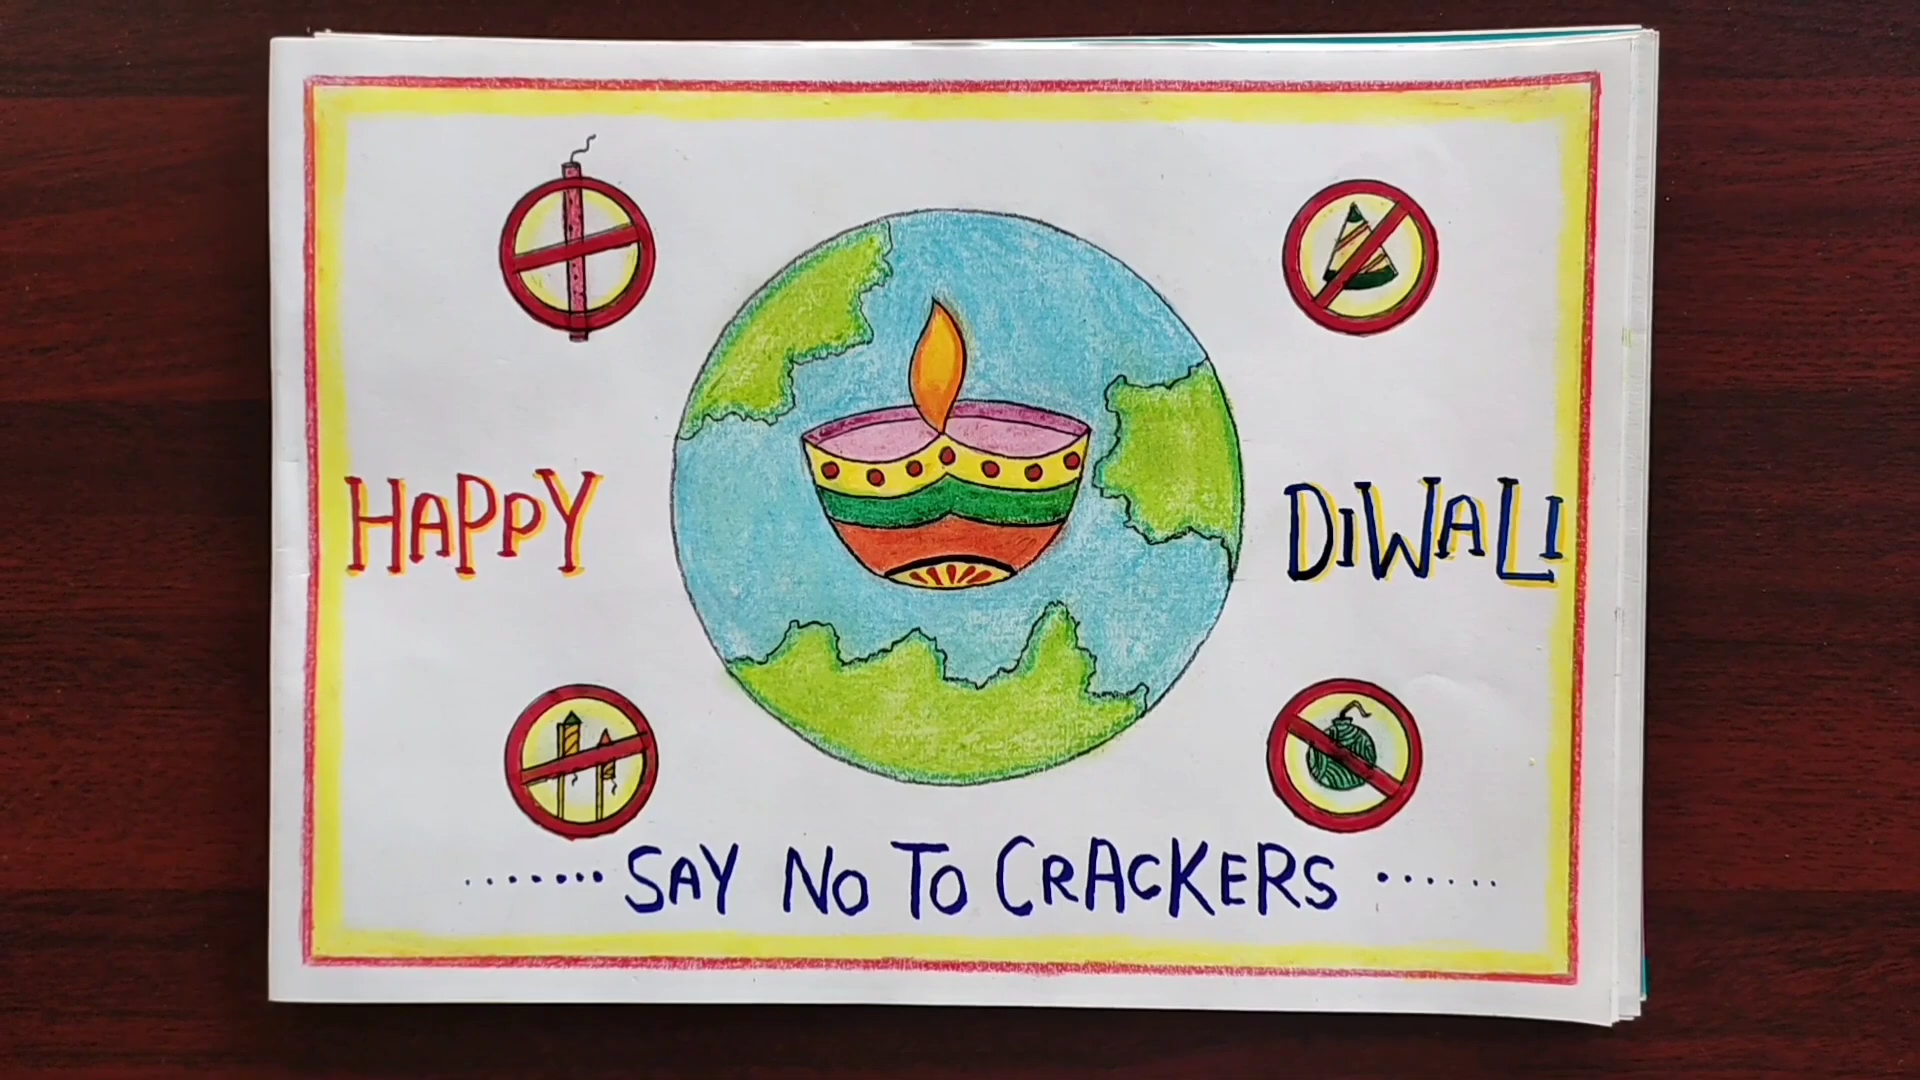 HAPPY DIWALI
.......SAY NO TO CRACKERS......